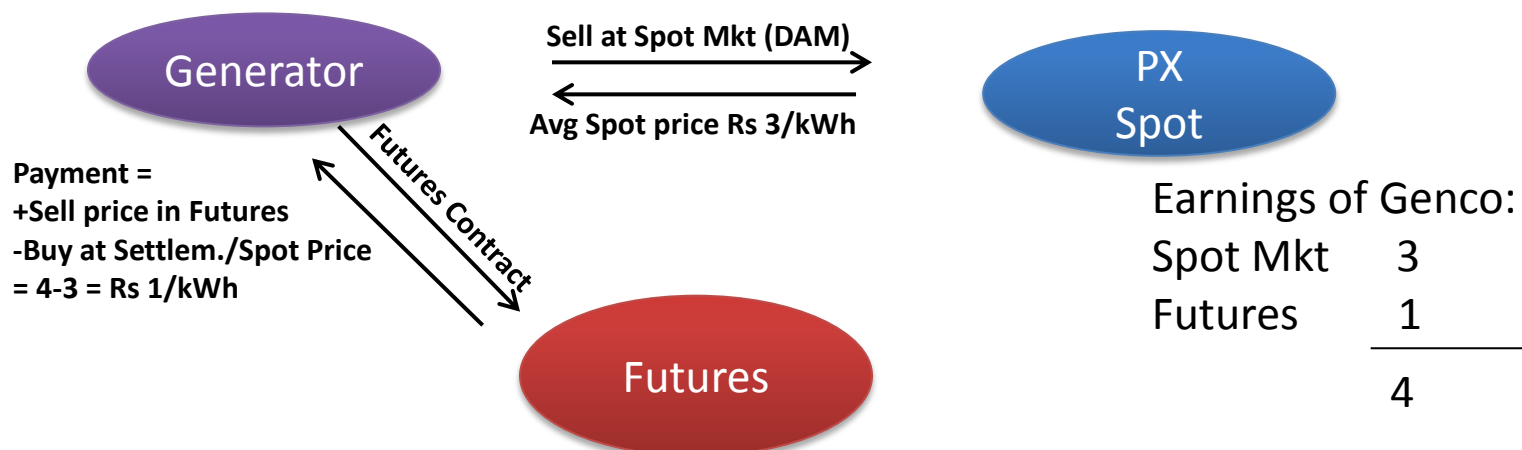 Generator
Sell at Spot Mkt (DAM)
Avg Spot price Rs 3/kWh
PX
Spot
Futures Contract
Payment =
+Sell price in Futures
-Buy at Settlem./Spot Price
= 4-3 = Rs 1/kWh
Futures
Earnings of Genco:
Spot Mkt 3
Futures 1
4